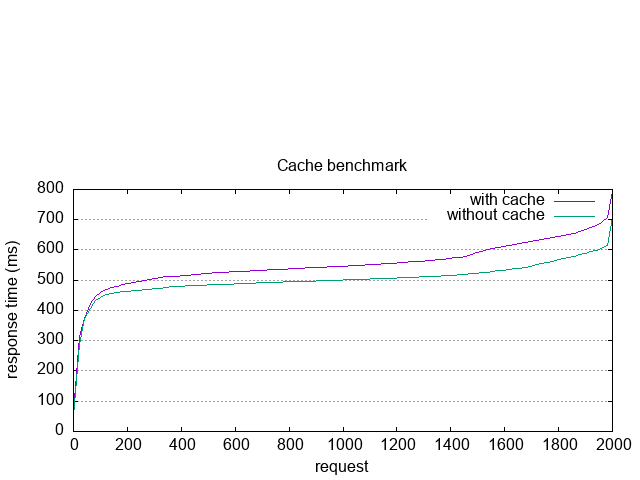 Cache benchmark
800
700
600
500
400
300
200
100
0
response time (ms)
with cache
without cache
0 200 400 600 800 1000 1200 1400 1600 1800 2000
request